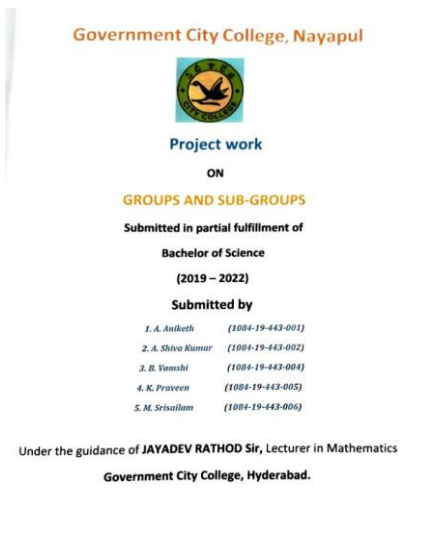 Government City College, Nayapul
CITY COLLEGE
Project work
ON
GROUPS AND SUB-GROUPS
Submitted in partial fulfillment of
Bachelor of Science
(2019 – 2022)
Submitted by
1. A. Aniketh (1084-19-443-001)
2. A. Shiva Kumar (1084-19-443-002)
3. B. Vamshi (1084-19-443-004)
4. K. Praveen (1084-19-443-005)
5. M. Srisailam (1084-19-443-006)
Under the guidance of JAYADEV RATHOD Sir, Lecturer in Mathematics
Government City College, Hyderabad.